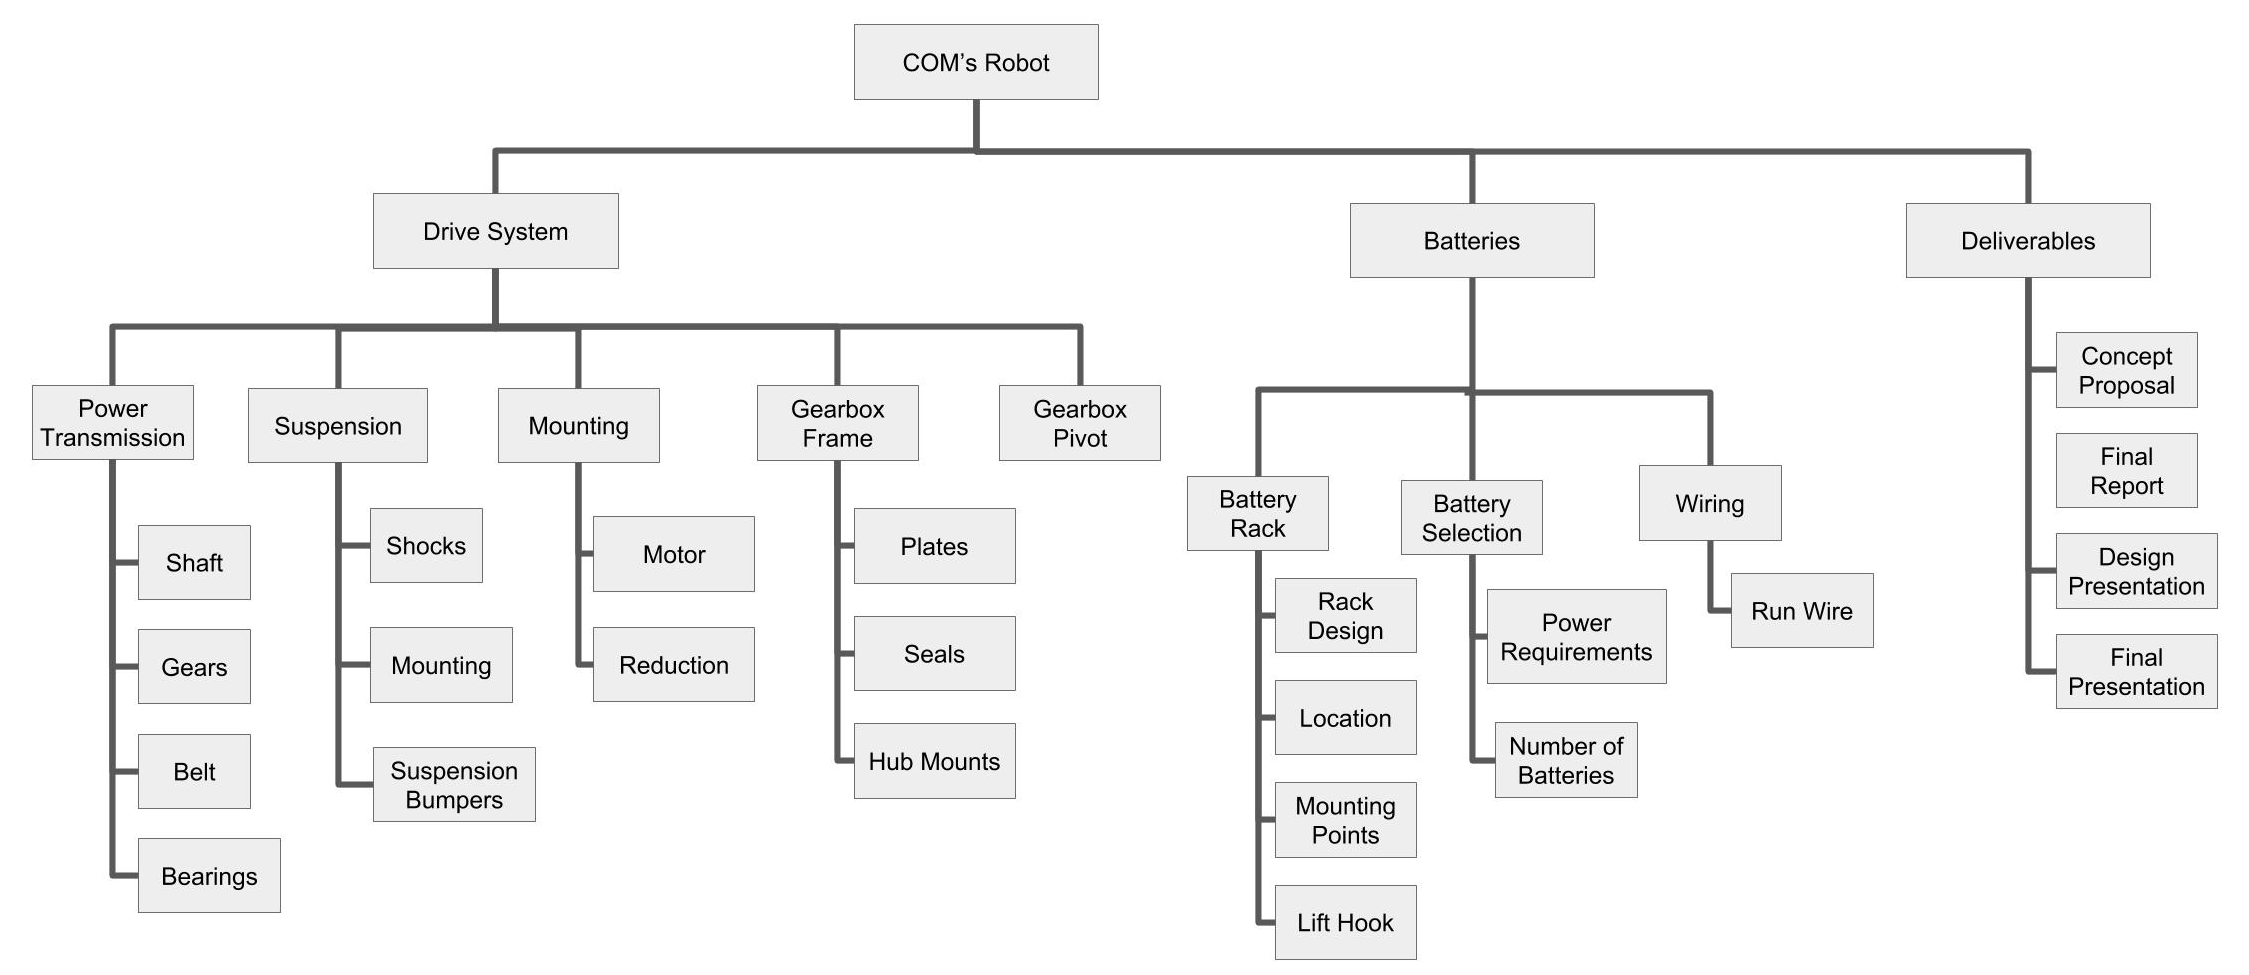 COM’s Robot
Drive System
Batteries
Deliverables
Power
Transmission
Suspension
Mounting
Gearbox
Frame
Gearbox
Pivot
Shaft
Gears
Belt
Bearings
Shocks
Mounting
Suspension
Bumpers
Motor
Reduction
Plates
Seals
Hub Mounts
Battery
Rack
Battery
Selection
Wiring
Rack
Design
Location
Mounting
Points
Lift Hook
Power
Requirements
Number of
Batteries
Run Wire
Concept
Proposal
Final
Report
Design
Presentation
Final
Presentation